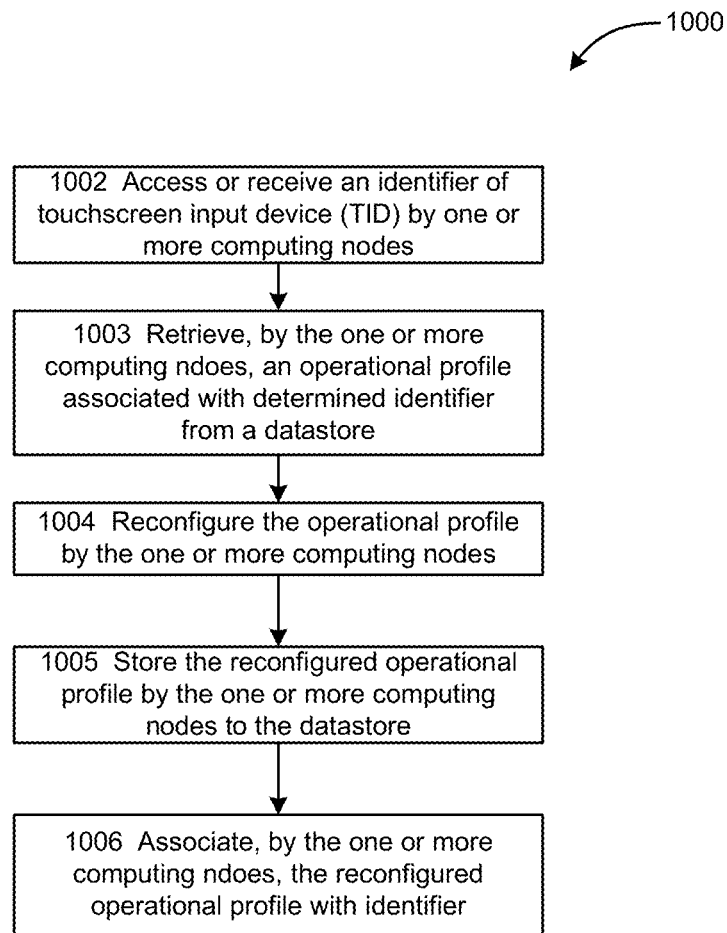 1000
1002 Access or receive an identifier of
touchscreen input device (TID) by one or
more computing nodes
1003 Retrieve, by the one or more
computing ndoes, an operational profile
associated with determined identifier
from a datastore
1004 Reconfigure the operational profile
by the one or more computing nodes
1005 Store the reconfigured operational
profile by the one or more computing
nodes to the datastore
1006 Associate, by the one or more
computing ndoes, the reconfigured
operational profile with identifier